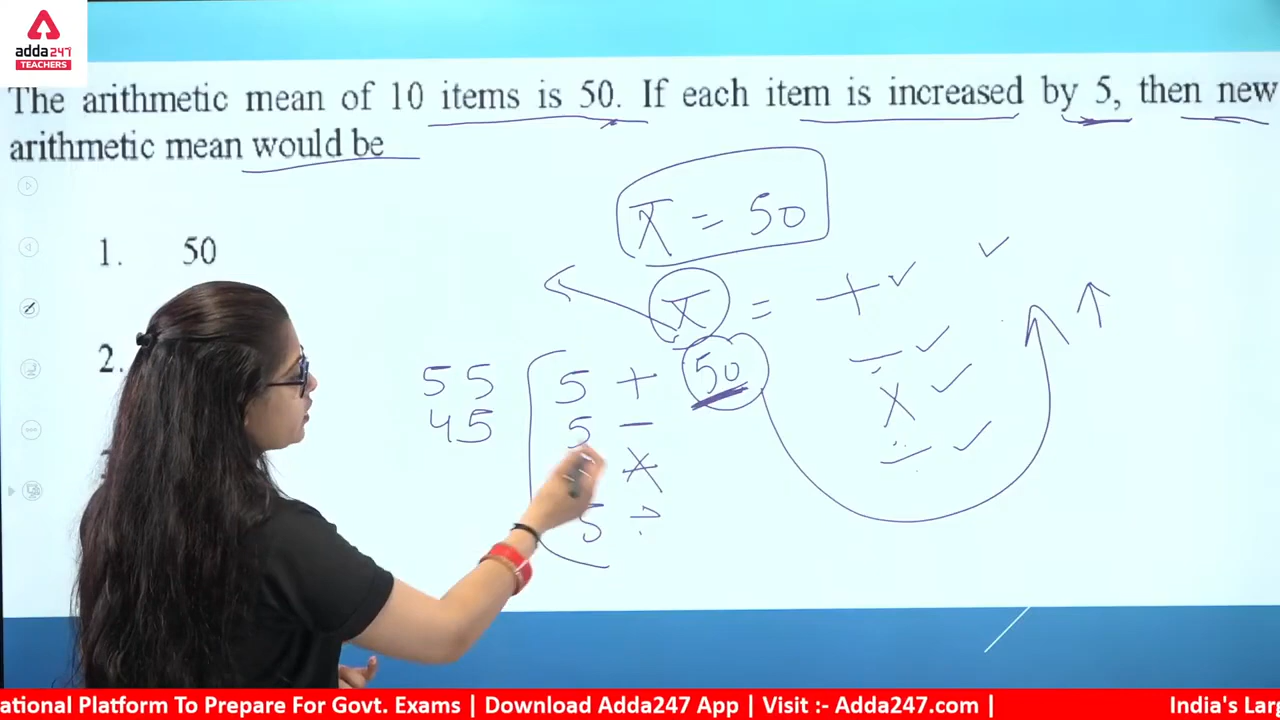 adda247
TEACHERS
The arithmetic mean of 10 items is 50. If each item is increased by 5, then new
arithmetic mean would be
1. 50
2.
x̄ = 50
x̄ = + ✓ ✓
− ✓
× ✓
÷ ✓
55 5 + 50
45 5 −
×
5 ÷
ational Platform To Prepare For Govt. Exams | Download Adda247 App | Visit :- Adda247.com | India's Larg